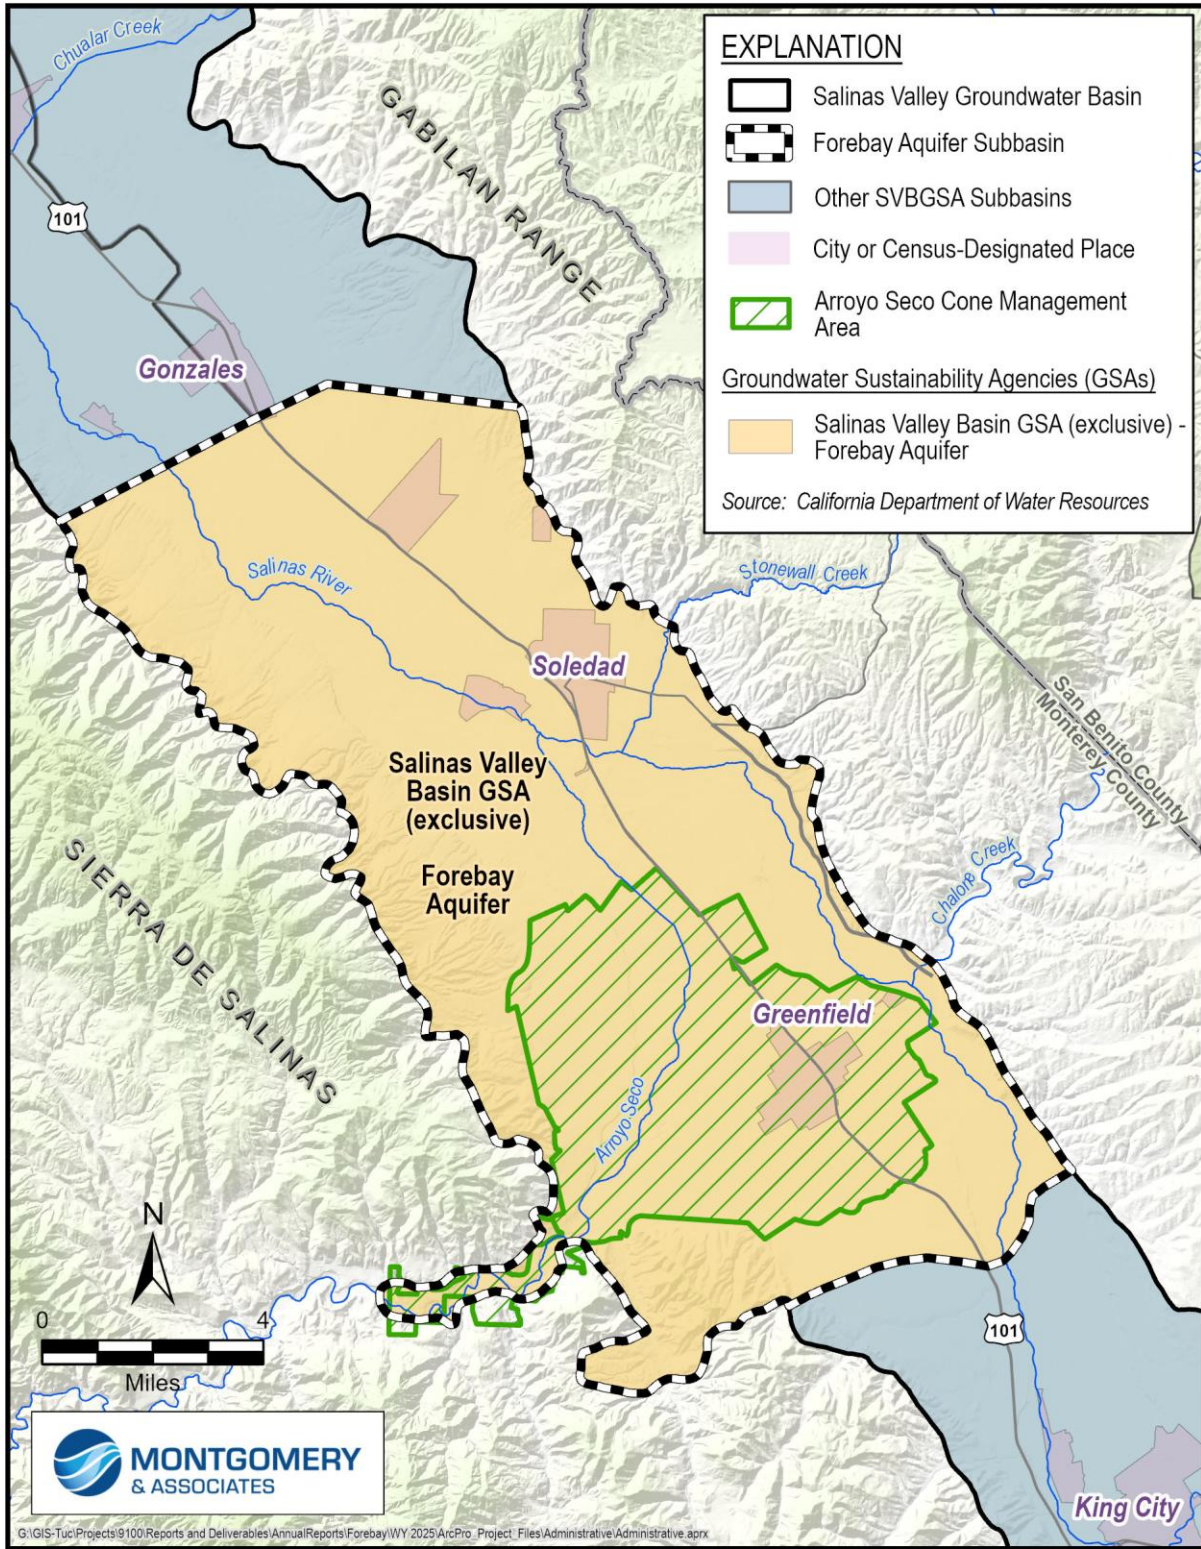 EXPLANATION
Salinas Valley Groundwater Basin
Forebay Aquifer Subbasin
Other SVBGSA Subbasins
City or Census-Designated Place
Arroyo Seco Cone Management
Area
Groundwater Sustainability Agencies (GSAs)
Salinas Valley Basin GSA (exclusive) -
Forebay Aquifer
Source: California Department of Water Resources
Chualar Creek
GABILAN RANGE
101
Gonzales
Salinas River
Stonewall Creek
Soledad
San Benito County
Monterey County
Salinas Valley
Basin GSA
(exclusive)
Forebay
Aquifer
SIERRA DE SALINAS
Chalone Creek
Greenfield
Arroyo Seco
N
0 4
Miles
101
King City
MONTGOMERY
& ASSOCIATES
G:\GIS-Tuc\Projects\9100\Reports and Deliverables\AnnualReports\Forebay\WY 2025\ArcPro_Project_Files\Administrative\Administrative.aprx